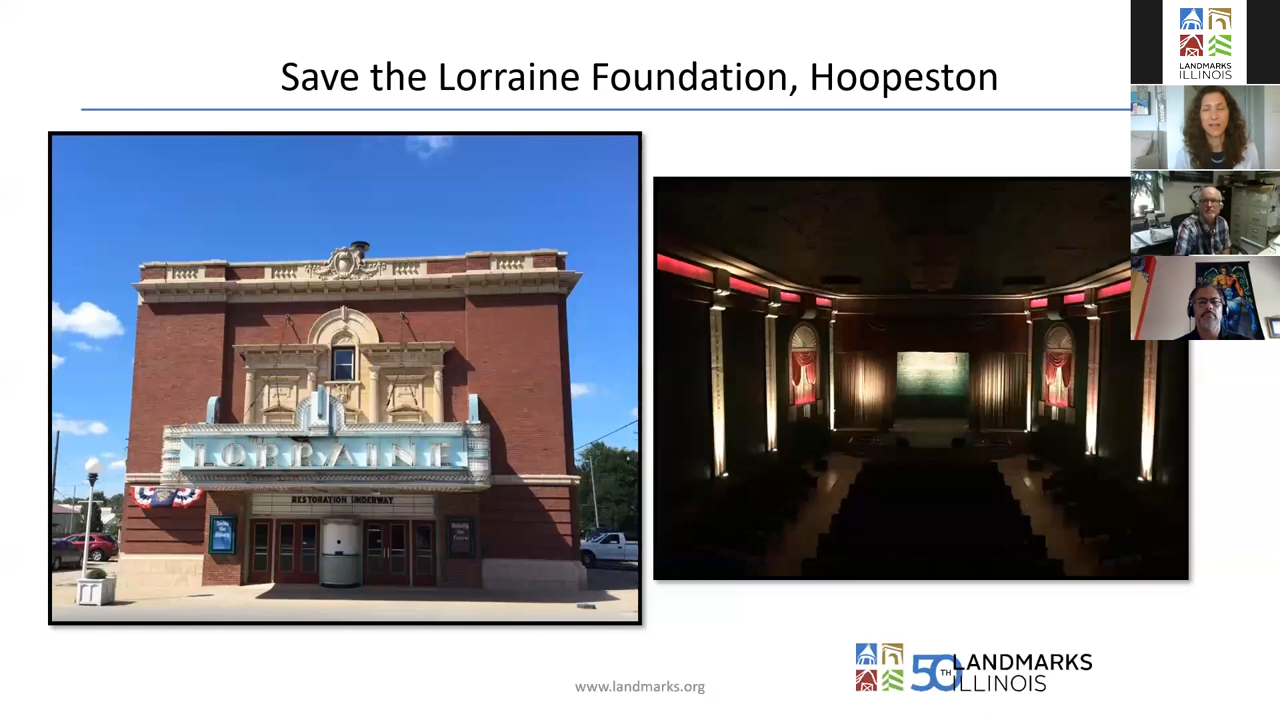 Save the Lorraine Foundation, Hoopeston
LANDMARKS
ILLINOIS
LORRAINE
RESTORATION UNDERWAY
www.landmarks.org
50TH LANDMARKS
ILLINOIS